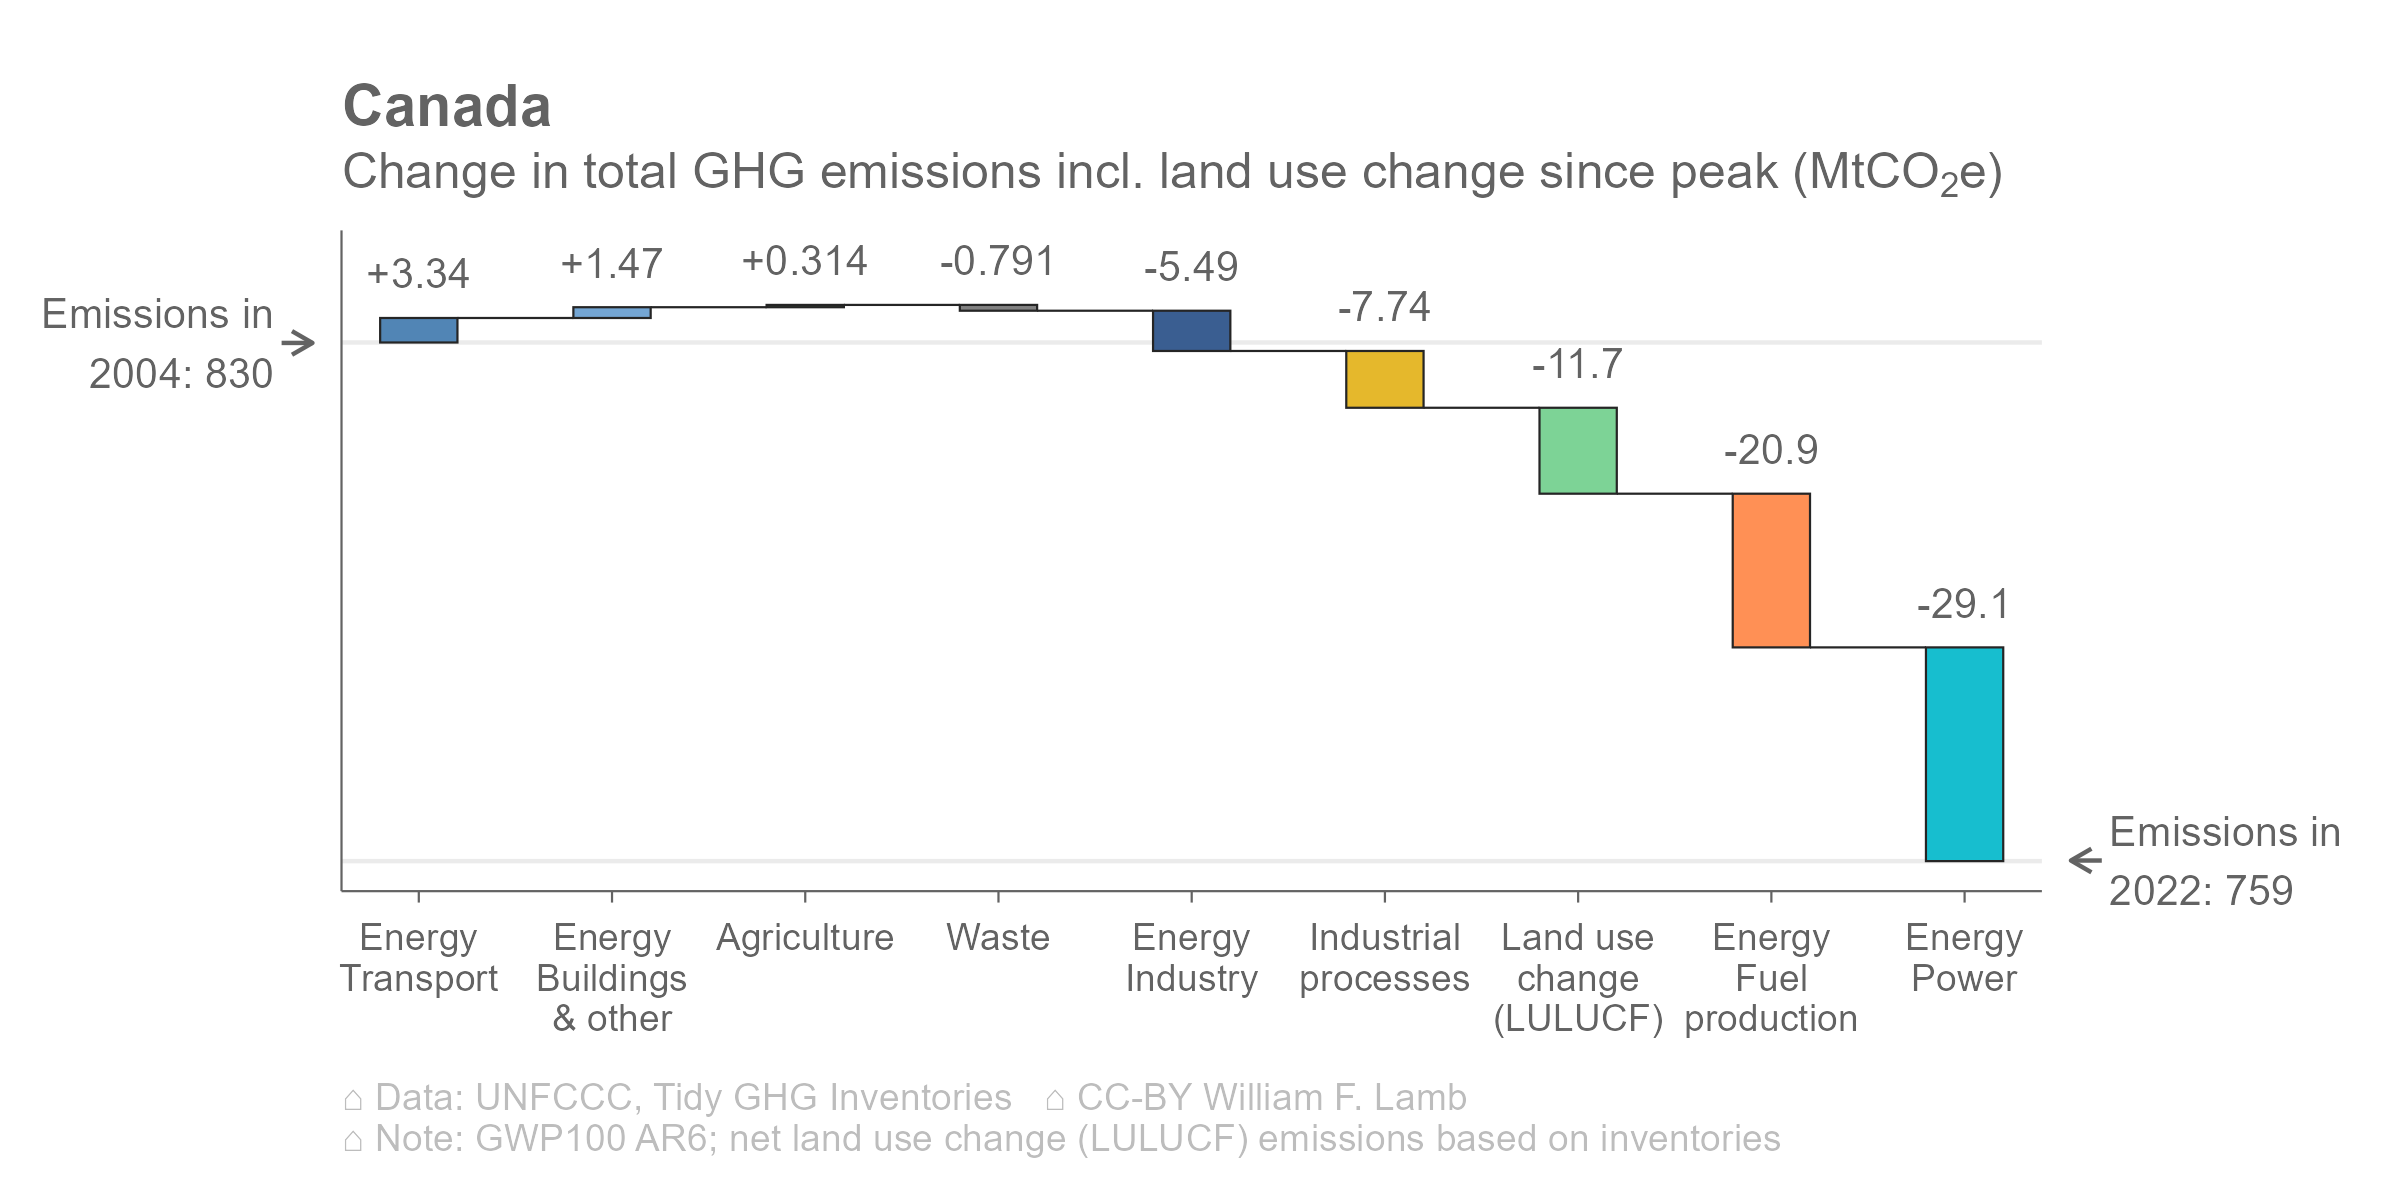 Canada
Change in total GHG emissions incl. land use change since peak (MtCO₂e)
+3.34
+1.47
+0.314
-0.791
-5.49
-7.74
-11.7
-20.9
-29.1
Emissions in
2004: 830
Emissions in
2022: 759
Energy
Transport
Energy
Buildings
& other
Agriculture
Waste
Energy
Industry
Industrial
processes
Land use
change
(LULUCF)
Energy
Fuel
production
Energy
Power
⌂ Data: UNFCCC, Tidy GHG Inventories ⌂ CC-BY William F. Lamb
⌂ Note: GWP100 AR6; net land use change (LULUCF) emissions based on inventories